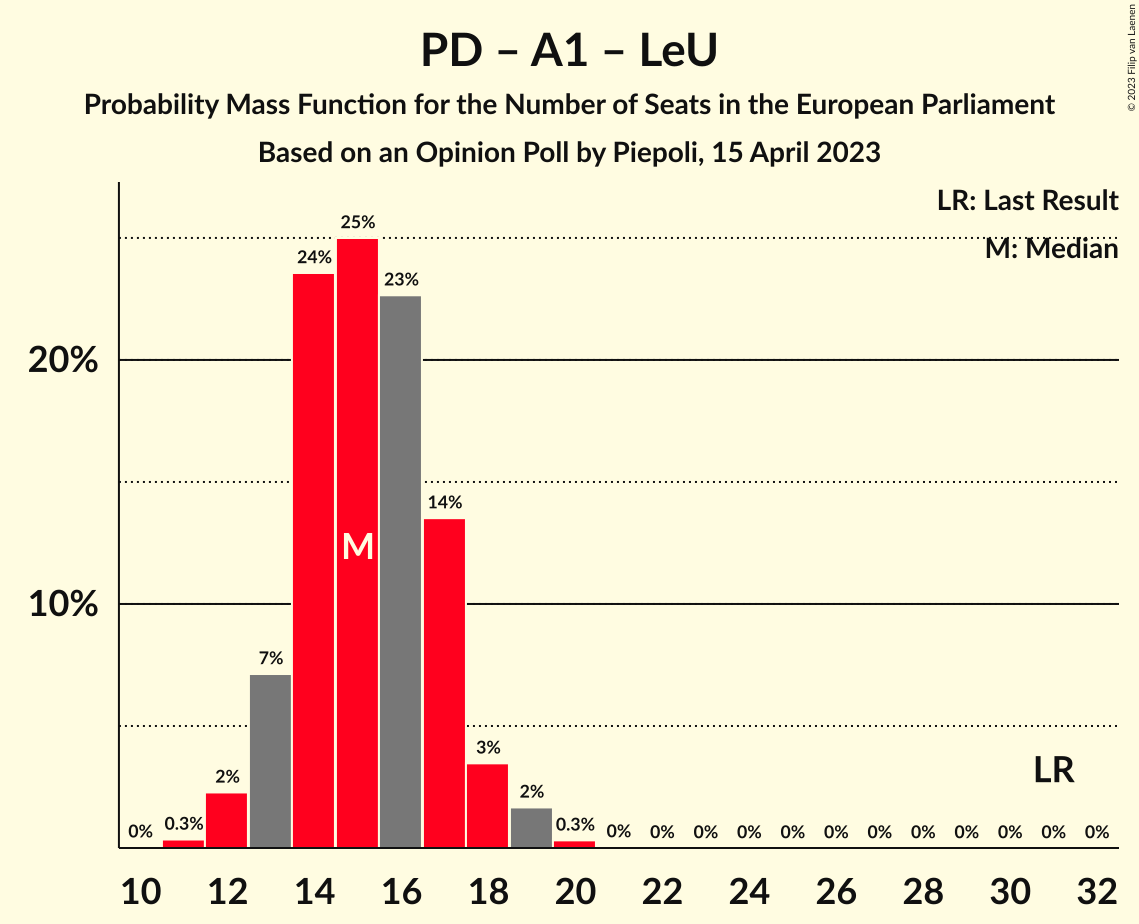 PD – A1 – LeU
Probability Mass Function for the Number of Seats in the European Parliament
Based on an Opinion Poll by Piepoli, 15 April 2023
© 2023 Filip van Laenen
LR: Last Result
M: Median
20%
10%
0%
0.3%
2%
7%
24%
25%
23%
14%
3%
2%
0.3%
0%
0%
0%
0%
0%
0%
0%
0%
0%
0%
0%
0%
M
LR
10 12 14 16 18 20 22 24 26 28 30 32